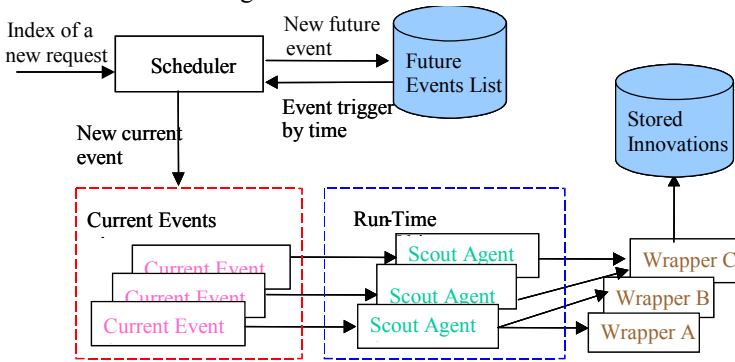 Index of a
new request
Scheduler
New future
event
Future
Events List
Event trigger
by time
Stored
Innovations
New current
event
Current Events
Run-Time
Current Event
Scout Agent
Wrapper C
Current Event
Scout Agent
Wrapper B
Current Event
Scout Agent
Wrapper A